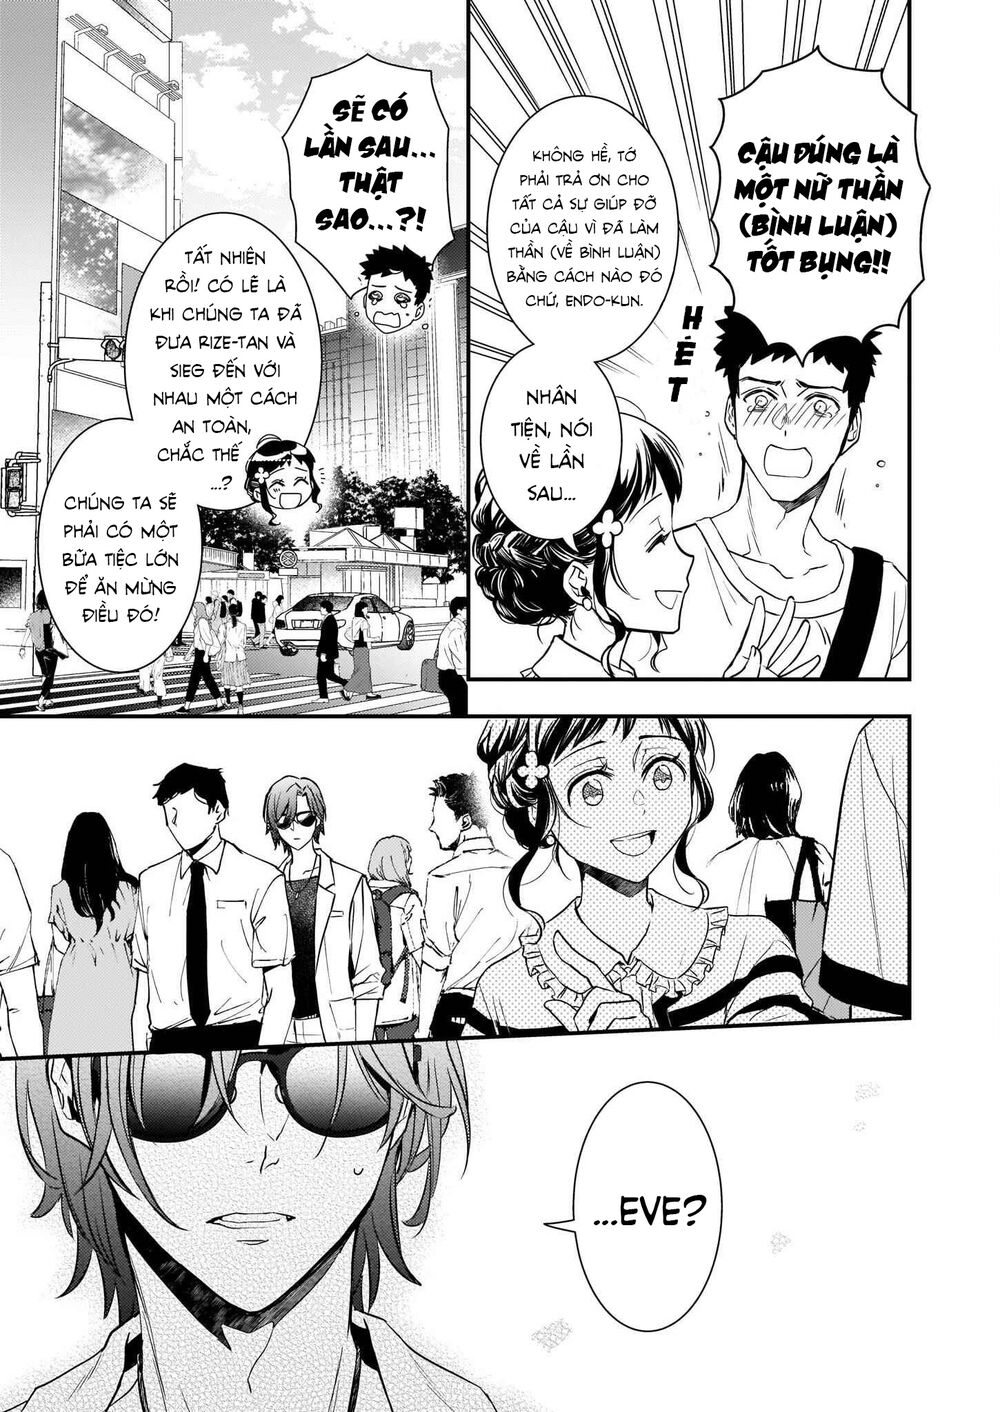 CẬU ĐÚNG LÀ
MỘT NỮ THẦN
(BÌNH LUẬN)
TỐT BỤNG!!
KHÔNG HỀ, TỚ
PHẢI TRẢ ƠN CHO
TẤT CẢ SỰ GIÚP ĐỠ
CỦA CẬU VÌ ĐÃ LÀM
THẦN (VỀ BÌNH LUẬN)
BẰNG CÁCH NÀO ĐÓ
CHỨ, ENDO-KUN.
HÉT
NHÂN
TIỆN, NÓI
VỀ LẦN
SAU...
SẼ CÓ
LẦN SAU...
THẬT
SAO...?!
TẤT NHIÊN
RỒI! CÓ LẼ LÀ
KHI CHÚNG TA ĐÃ
ĐƯA RIZE-TAN VÀ
SIEG ĐẾN VỚI
NHAU MỘT CÁCH
AN TOÀN,
CHẮC THẾ
...?
CHÚNG TA SẼ
PHẢI CÓ MỘT
BỮA TIỆC LỚN
ĐỂ ĂN MỪNG
ĐIỀU ĐÓ!
...EVE?